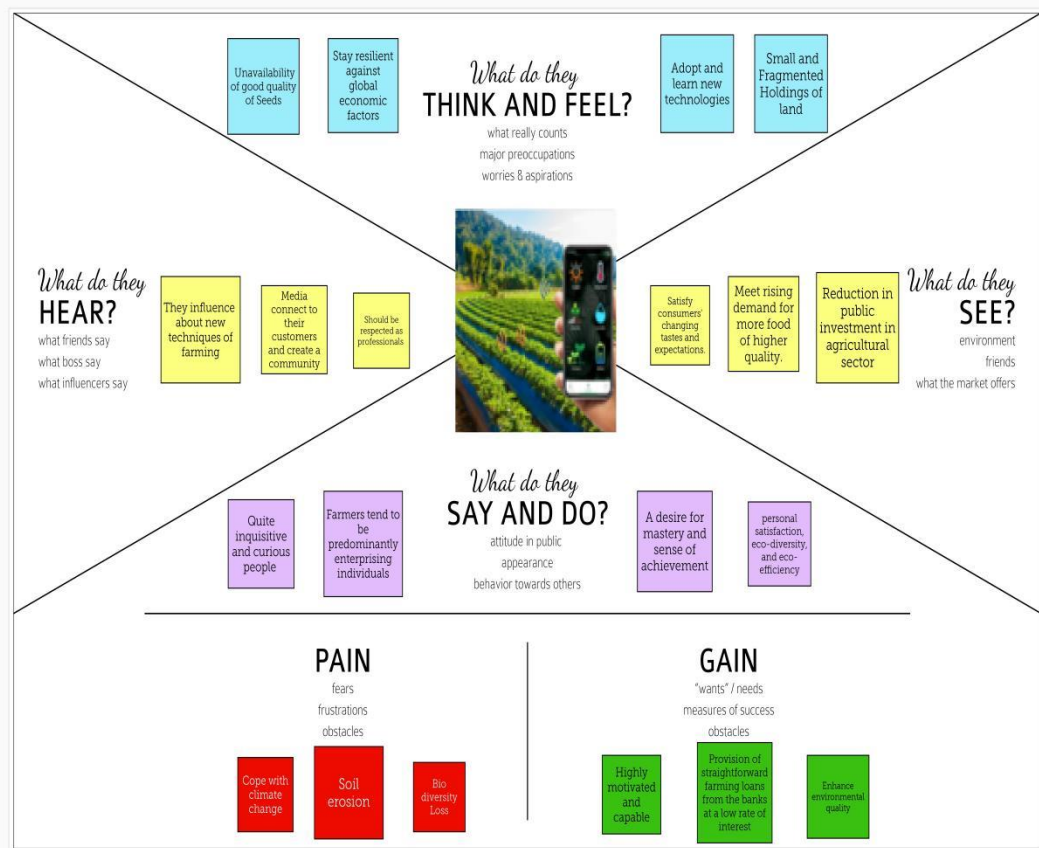 Unavailability
of good quality
of Seeds
Stay resilient
against
global
economic
factors
What do they
THINK AND FEEL?
what really counts
major preoccupations
worries & aspirations
Adopt and
learn new
technologies
Small and
Fragmented
Holdings of
land
What do they
HEAR?
what friends say
what boss say
what influencers say
They influence
about new
techniques of
farming
Media
connect to
their
customers
and create a
community
Should be
respected as
professionals
Satisfy
consumers'
changing
tastes and
expectations.
Meet rising
demand for
more food
of higher
quality.
Reduction in
public
investment in
agricultural
sector
What do they
SEE?
environment
friends
what the market offers
What do they
SAY AND DO?
attitude in public
appearance
behavior towards others
Quite
inquisitive
and curious
people
Farmers tend to
be
predominantly
enterprising
individuals
A desire for
mastery and
sense of
achievement
personal
satisfaction,
eco-diversity,
and eco-
efficiency
PAIN
fears
frustrations
obstacles
Cope with
climate
change
Soil
erosion
Bio
diversity
Loss
GAIN
"wants" / needs
measures of success
obstacles
Highly
motivated
and
capable
Provision of
straightforward
farming loans
from the banks
at a low rate of
interest
Enhance
environmental
quality